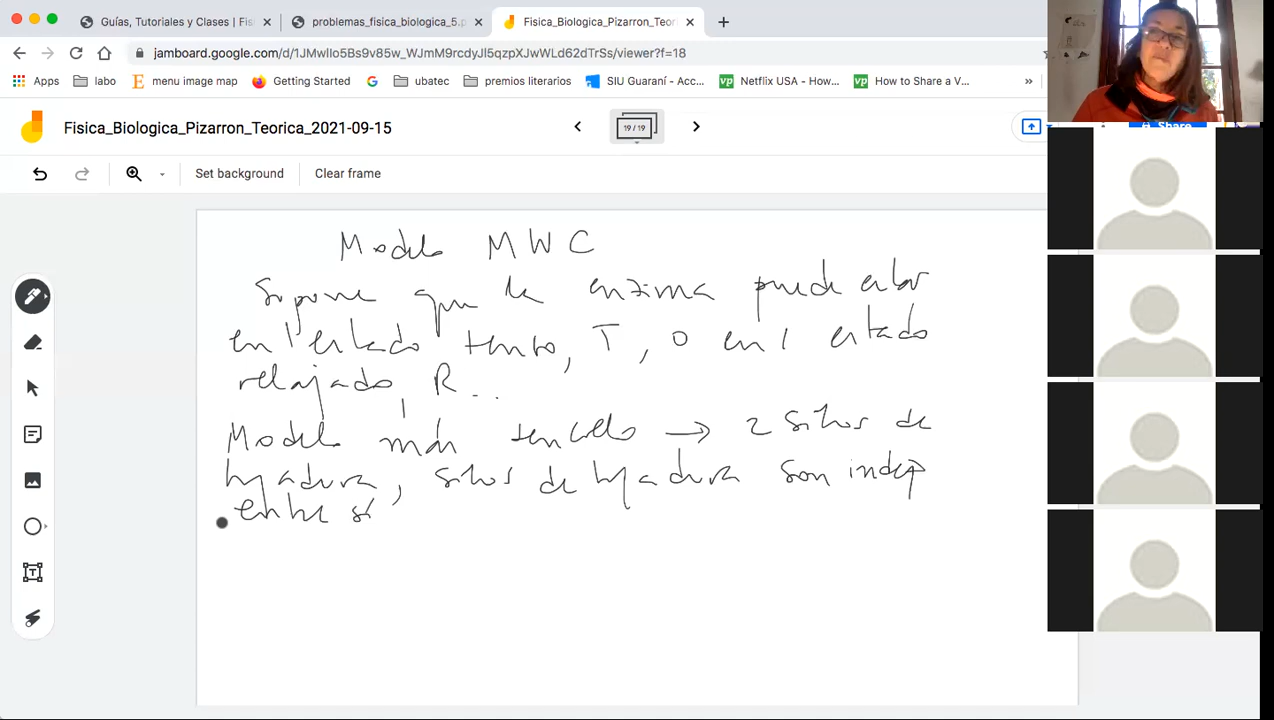 Guías, Tutoriales y Clases | Fís
problemas_fisica_biologica_5.p
Fisica_Biologica_Pizarron_Teori
jamboard.google.com/d/1JMwIlo5Bs9v85w_WJmM9rcdyJl5qzpXJwWLd62dTrSs/viewer?f=18
Apps labo menu image map Getting Started ubatec premios literarios SIU Guaraní - Acc... Netflix USA - How... How to Share a V... »
Fisica_Biologica_Pizarron_Teorica_2021-09-15
19 / 19
Share
Set background Clear frame
Modelo MWC
Supone que la enzima puede estar
en el estado tenso, T, o en el estado
relajado, R...
Modelo más sencillo → 2 sitios de
ligadura, sitios de ligadura son indep
entre sí